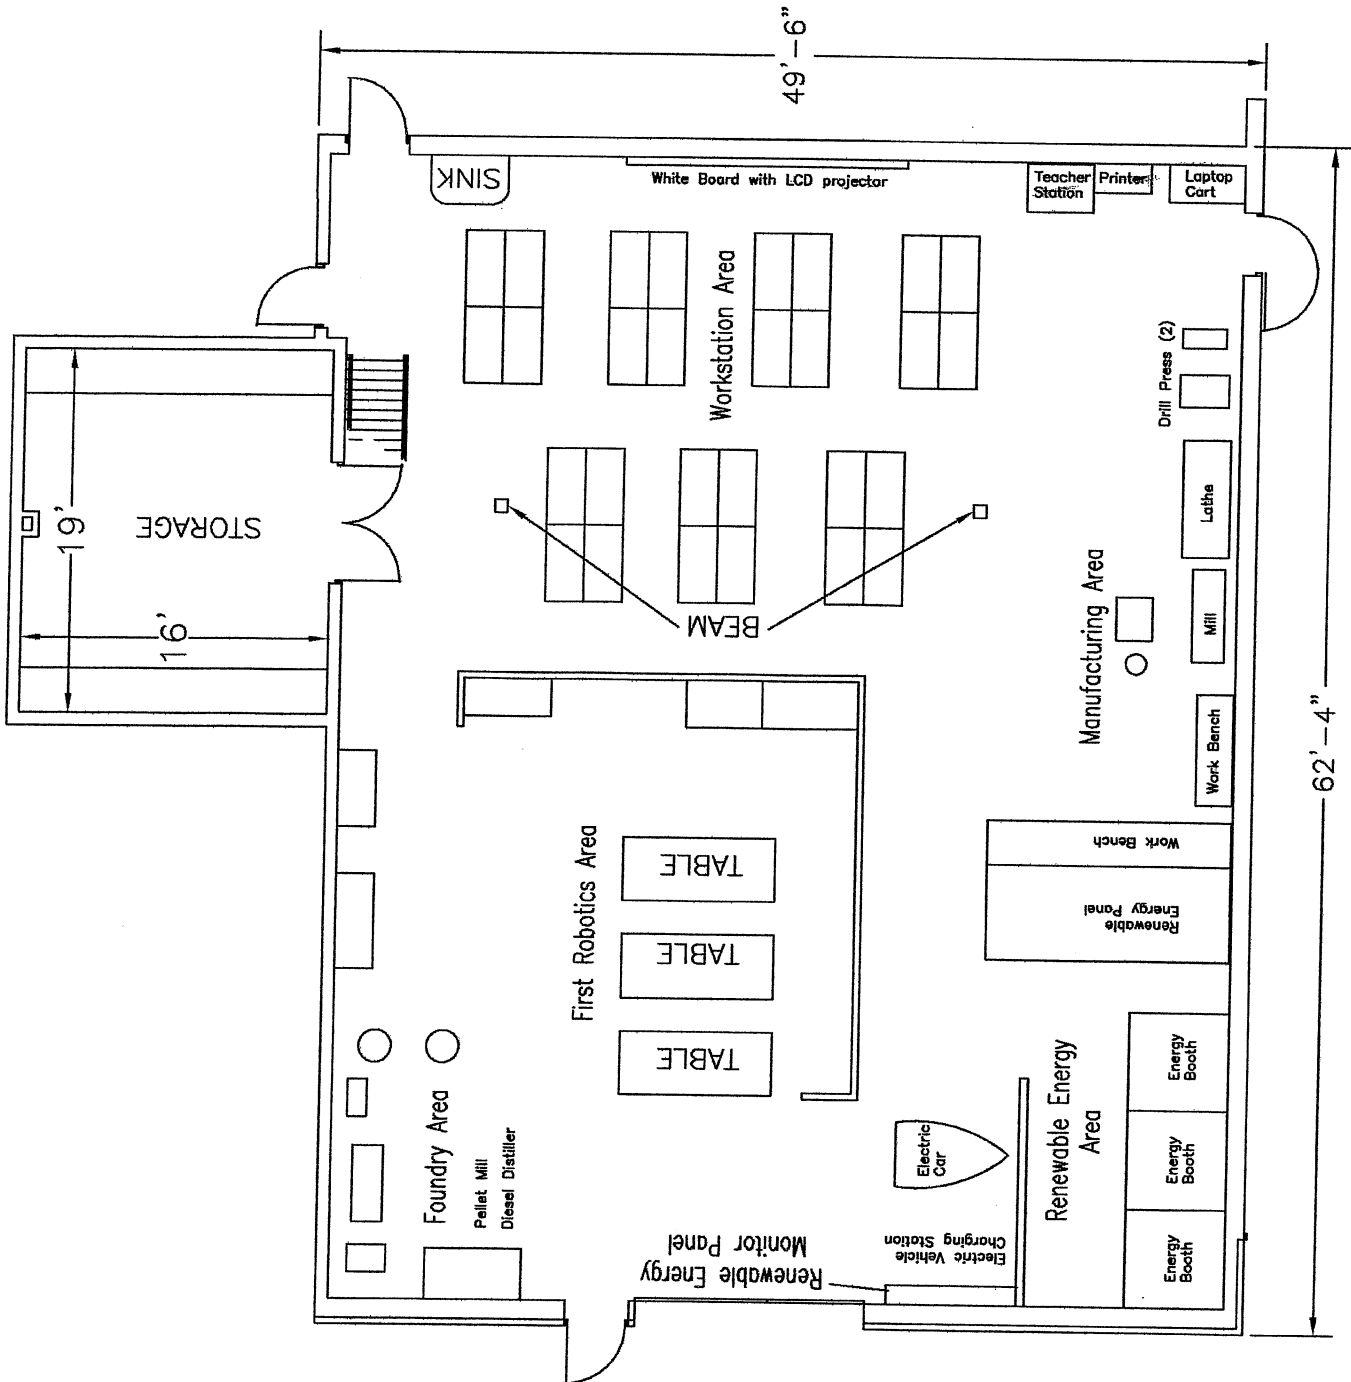 49'-6"
SINK
White Board with LCD projector
Teacher
Station
Printer
Laptop
Cart
Workstation Area
Drill Press (2)
19'
STORAGE
16'
BEAM
Lathe
Mill
Manufacturing Area
Work Bench
62'-4"
First Robotics Area
TABLE
TABLE
TABLE
Work Bench
Renewable
Energy Panel
Foundry Area
Pellet Mill
Diesel Distiller
Electric
Car
Renewable Energy
Area
Energy
Booth
Energy
Booth
Energy
Booth
Electric Vehicle
Charging Station
Renewable Energy
Monitor Panel